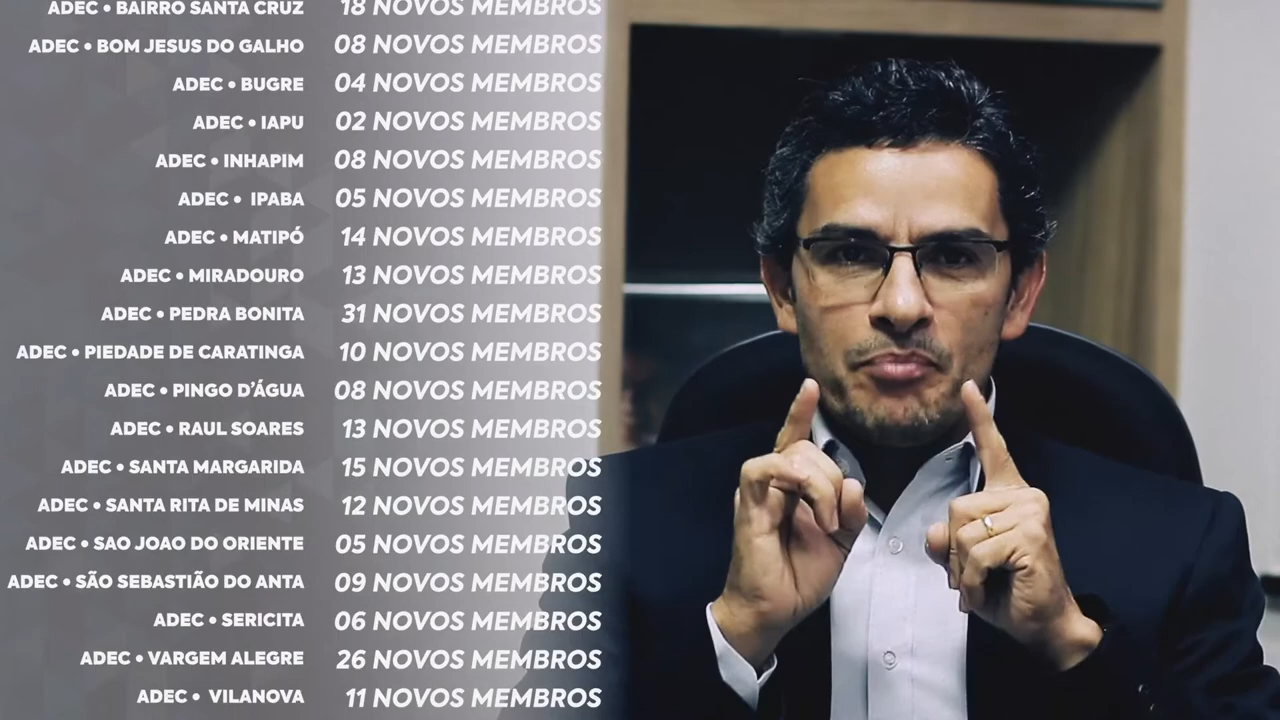 ADEC • BAIRRO SANTA CRUZ 18 NOVOS MEMBROS
ADEC • BOM JESUS DO GALHO 08 NOVOS MEMBROS
ADEC • BUGRE 04 NOVOS MEMBROS
ADEC • IAPU 02 NOVOS MEMBROS
ADEC • INHAPIM 08 NOVOS MEMBROS
ADEC • IPABA 05 NOVOS MEMBROS
ADEC • MATIPÓ 14 NOVOS MEMBROS
ADEC • MIRADOURO 13 NOVOS MEMBROS
ADEC • PEDRA BONITA 31 NOVOS MEMBROS
ADEC • PIEDADE DE CARATINGA 10 NOVOS MEMBROS
ADEC • PINGO D’ÁGUA 08 NOVOS MEMBROS
ADEC • RAUL SOARES 13 NOVOS MEMBROS
ADEC • SANTA MARGARIDA 15 NOVOS MEMBROS
ADEC • SANTA RITA DE MINAS 12 NOVOS MEMBROS
ADEC • SAO JOAO DO ORIENTE 05 NOVOS MEMBROS
ADEC • SÃO SEBASTIÃO DO ANTA 09 NOVOS MEMBROS
ADEC • SERICITA 06 NOVOS MEMBROS
ADEC • VARGEM ALEGRE 26 NOVOS MEMBROS
ADEC • VILANOVA 11 NOVOS MEMBROS